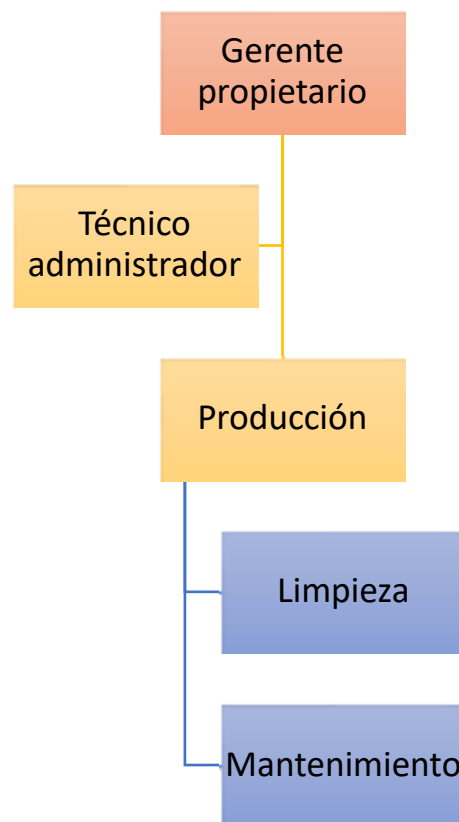 Gerente
propietario
Técnico
administrador
Producción
Limpieza
Mantenimiento